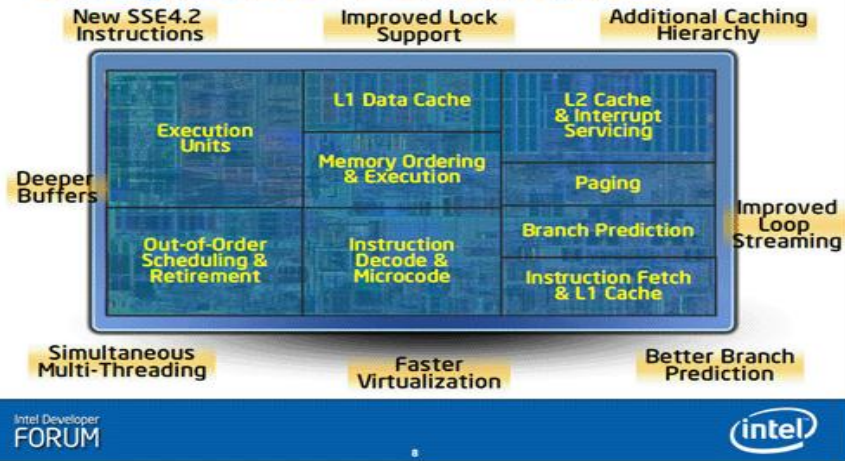 New SSE4.2
Instructions
Improved Lock
Support
Additional Caching
Hierarchy
Deeper
Buffers
Execution
Units
L1 Data Cache
Memory Ordering
& Execution
L2 Cache
& Interrupt
Servicing
Paging
Branch Prediction
Improved
Loop
Streaming
Out-of-Order
Scheduling &
Retirement
Instruction
Decode &
Microcode
Instruction Fetch
& L1 Cache
Simultaneous
Multi-Threading
Faster
Virtualization
Better Branch
Prediction
Intel Developer
FORUM
8
intel